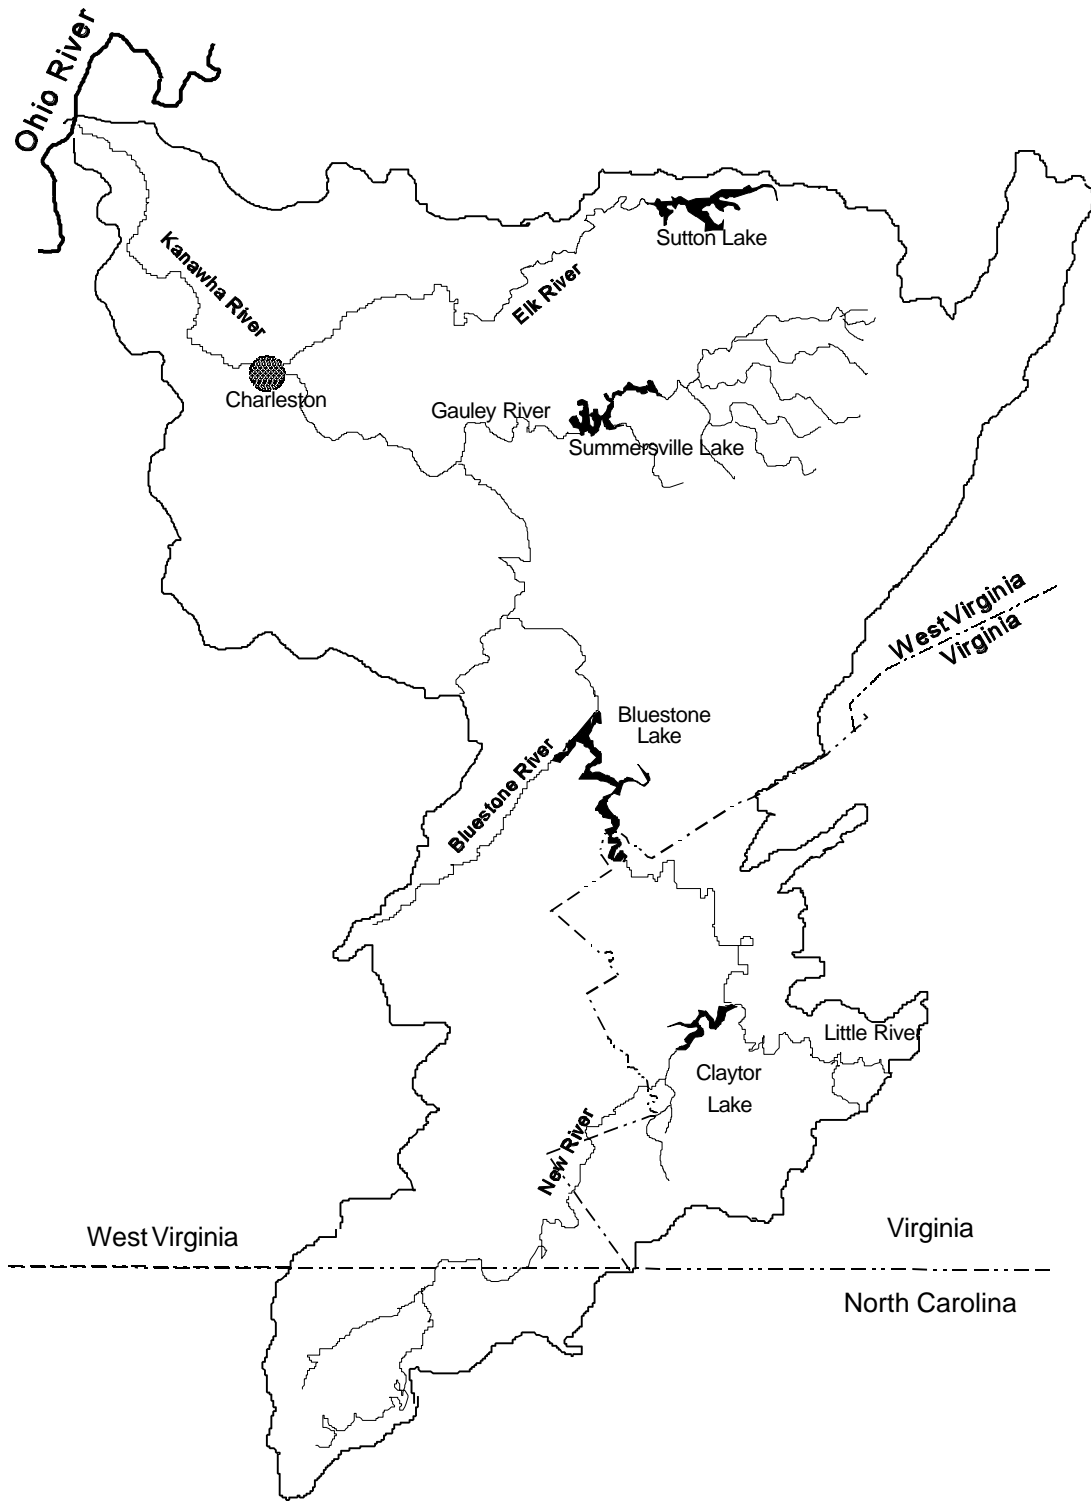 Ohio River
Sutton Lake
Kanawha River
Elk River
Charleston
Gauley River
Summersville Lake
West Virginia
Virginia
Bluestone
Lake
Bluestone River
Little River
Claytor
Lake
New River
West Virginia
Virginia
North Carolina